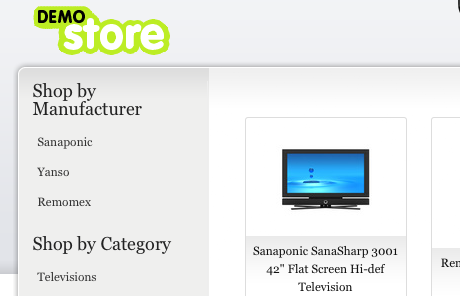 DEMO
store
Shop by
Manufacturer
Sanaponic
Yanso
Remomex
Shop by Category
Televisions
Sanaponic SanaSharp 3001
42" Flat Screen Hi-def
Television